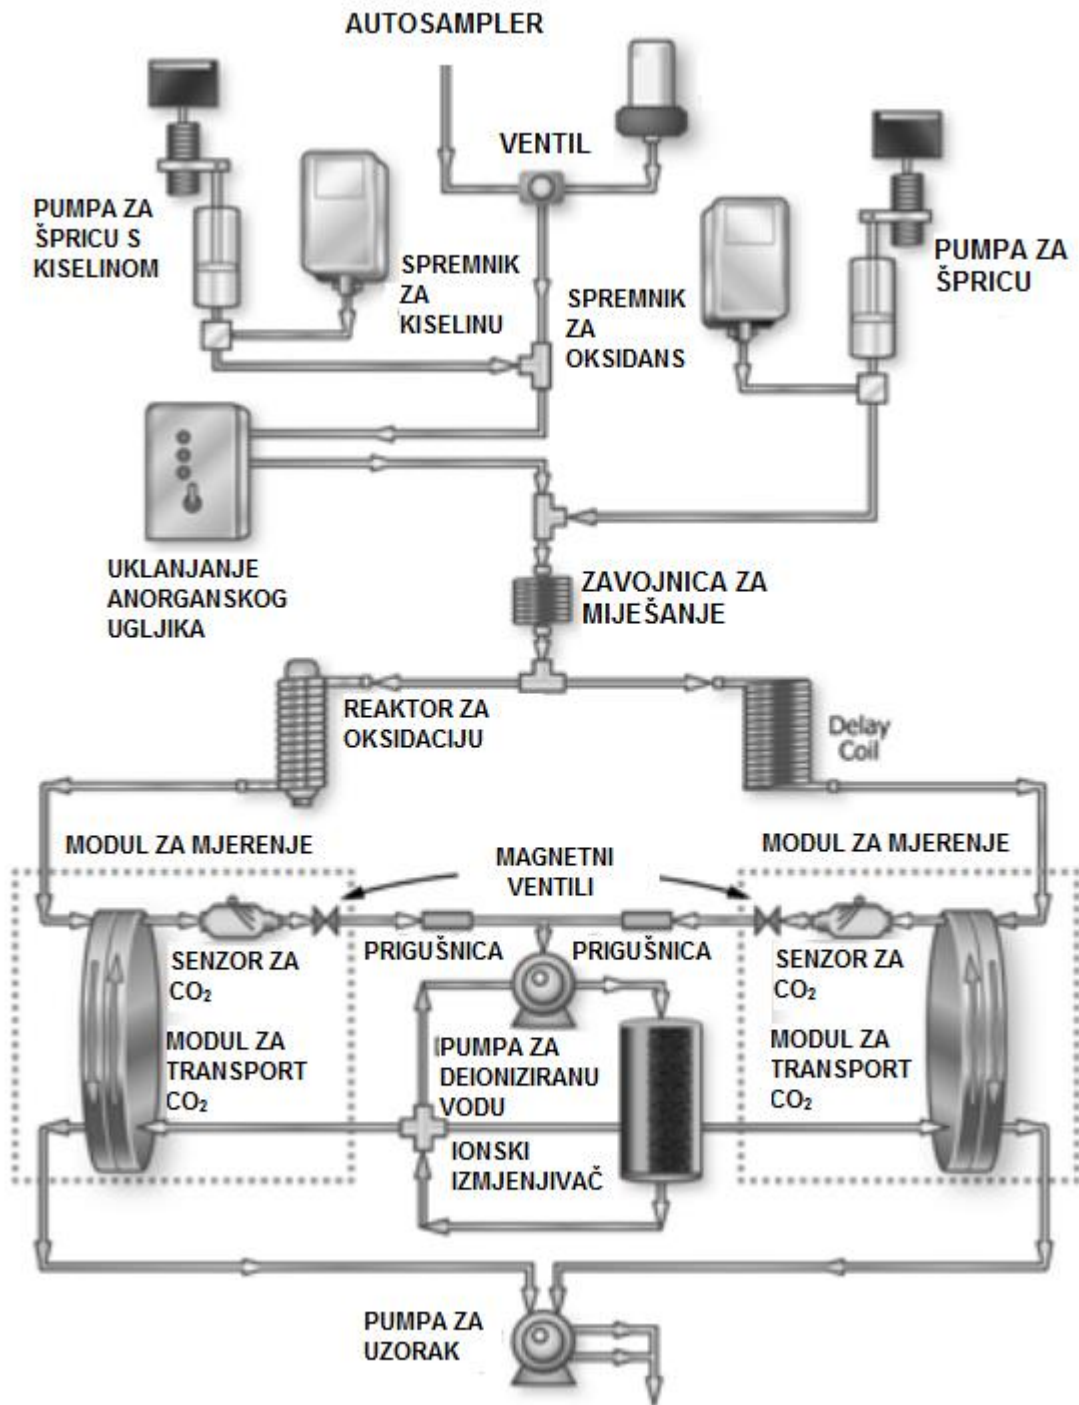 AUTOSAMPLER
VENTIL
PUMPA ZA
ŠPRICU S
KISELINOM
SPREMNIK
ZA
KISELINU
SPREMNIK
ZA
OKSIDANS
PUMPA ZA
ŠPRICU
UKLANJANJE
ANORGANSKOG
UGLJIKA
ZAVOJNICA ZA
MIJEŠANJE
REAKTOR ZA
OKSIDACIJU
Delay
Coil
MODUL ZA MJERENJE
MAGNETNI
VENTILI
MODUL ZA MJERENJE
SENZOR ZA
CO₂
PRIGUŠNICA
PRIGUŠNICA
SENZOR ZA
CO₂
MODUL ZA
TRANSPORT
CO₂
PUMPA ZA
DEIONIZIRANU
VODU
MODUL ZA
TRANSPORT
CO₂
IONSKI
IZMJENJIVAČ
PUMPA ZA
UZORAK